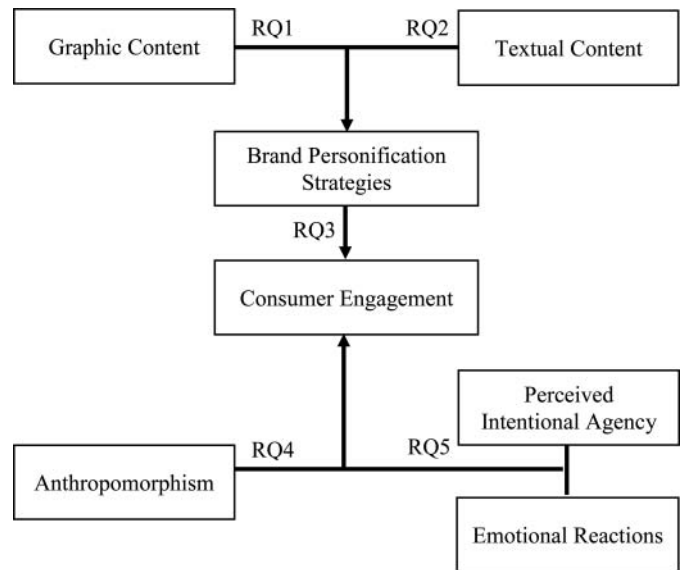 Graphic Content
RQ1
RQ2
Textual Content
Brand Personification
Strategies
RQ3
Consumer Engagement
Perceived
Intentional Agency
RQ4
RQ5
Anthropomorphism
Emotional Reactions